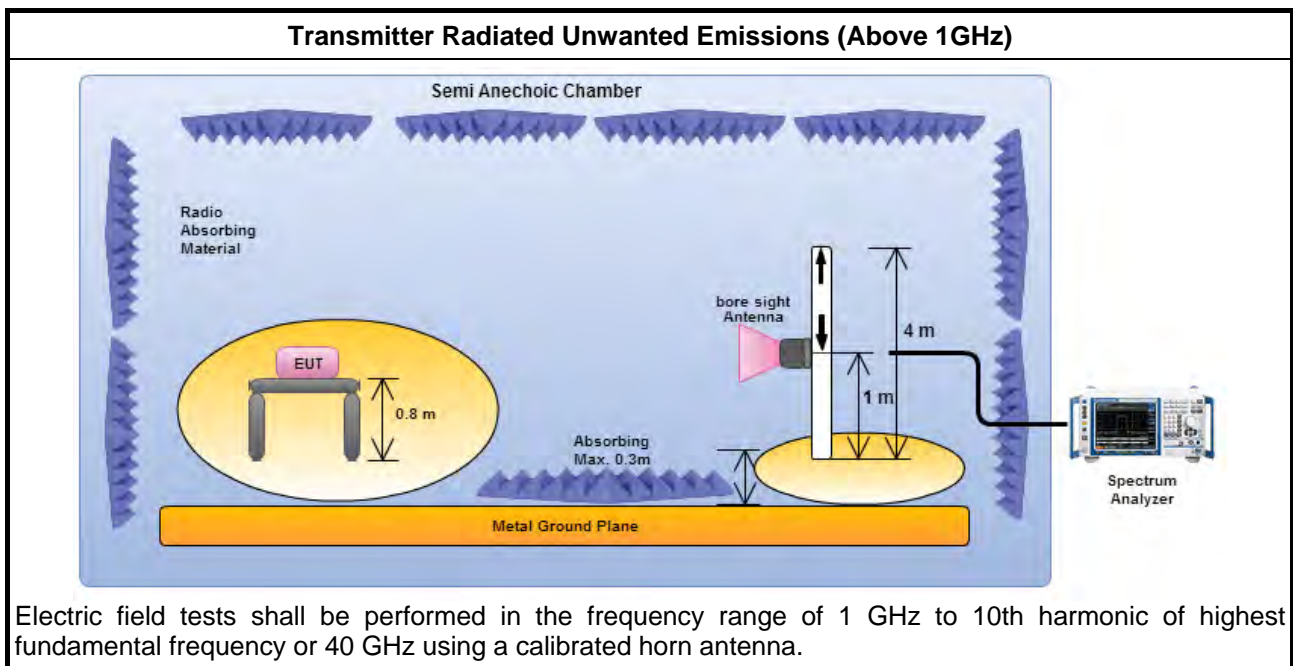 Transmitter Radiated Unwanted Emissions (Above 1GHz)
Semi Anechoic Chamber
Radio
Absorbing
Material
bore sight
Antenna
4 m
EUT
1 m
0.8 m
Absorbing
Max. 0.3m
Spectrum
Analyzer
Metal Ground Plane
Electric field tests shall be performed in the frequency range of 1 GHz to 10th harmonic of highest
fundamental frequency or 40 GHz using a calibrated horn antenna.